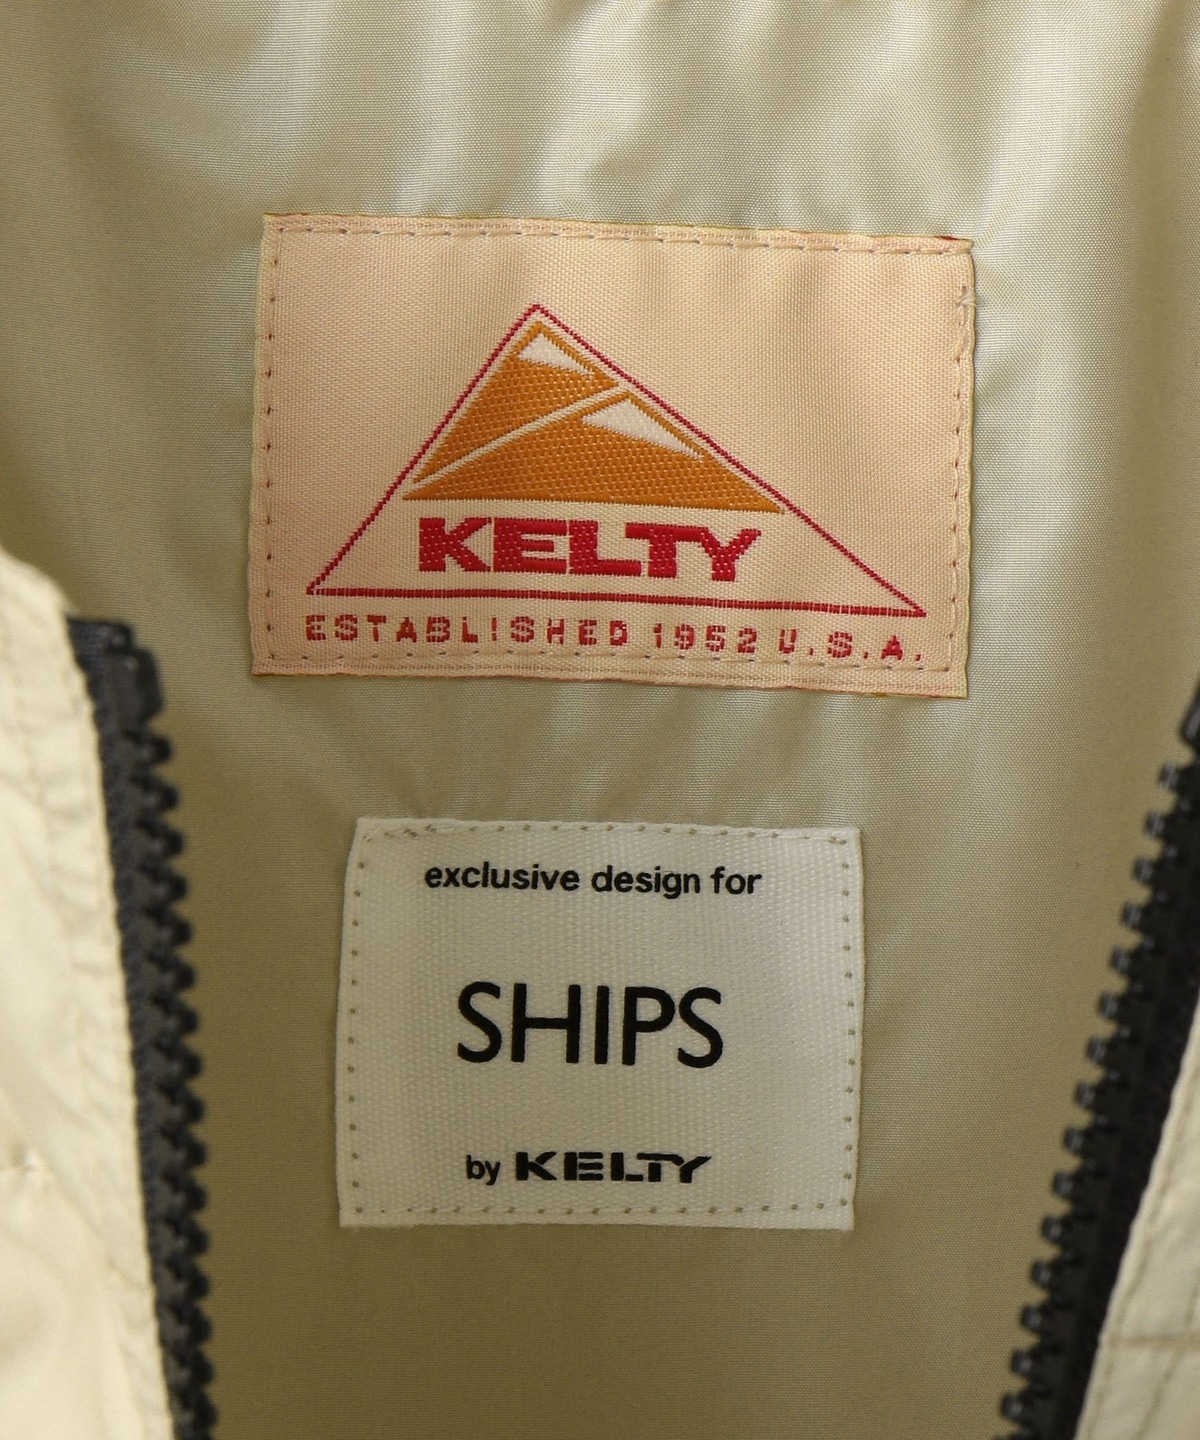 KELTY
ESTABLISHED 1952 U.S.A.
exclusive design for
SHIPS
by KELTY